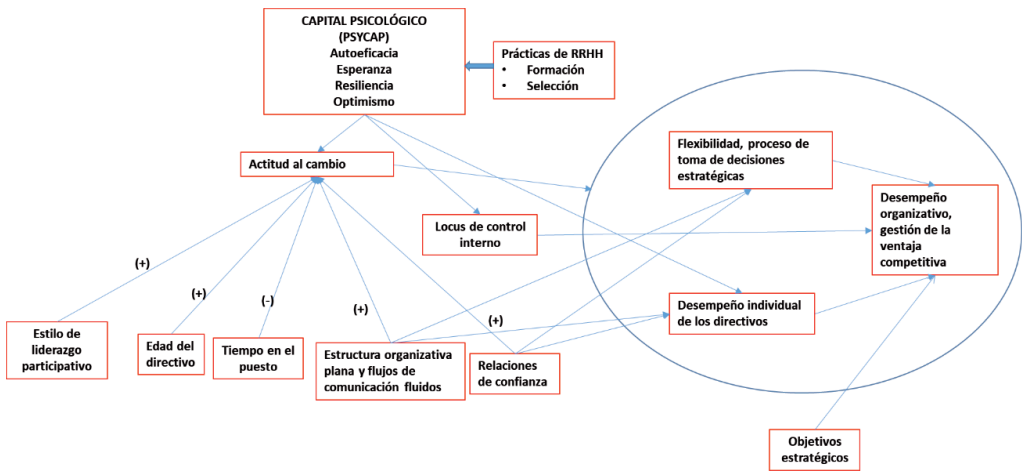 CAPITAL PSICOLÓGICO
(PSYCAP)
Autoeficacia
Esperanza
Resiliencia
Optimismo
Prácticas de RRHH
• Formación
• Selección
Actitud al cambio
Flexibilidad, proceso de
toma de decisiones
estratégicas
Desempeño
organizativo,
gestión de la
ventaja
competitiva
Locus de control
interno
(+)
(+)
(-)
(+)
(+)
Desempeño individual
de los directivos
Estilo de
liderazgo
participativo
Edad del
directivo
Tiempo en el
puesto
Estructura organizativa
plana y flujos de
comunicación fluidos
Relaciones
de confianza
Objetivos
estratégicos